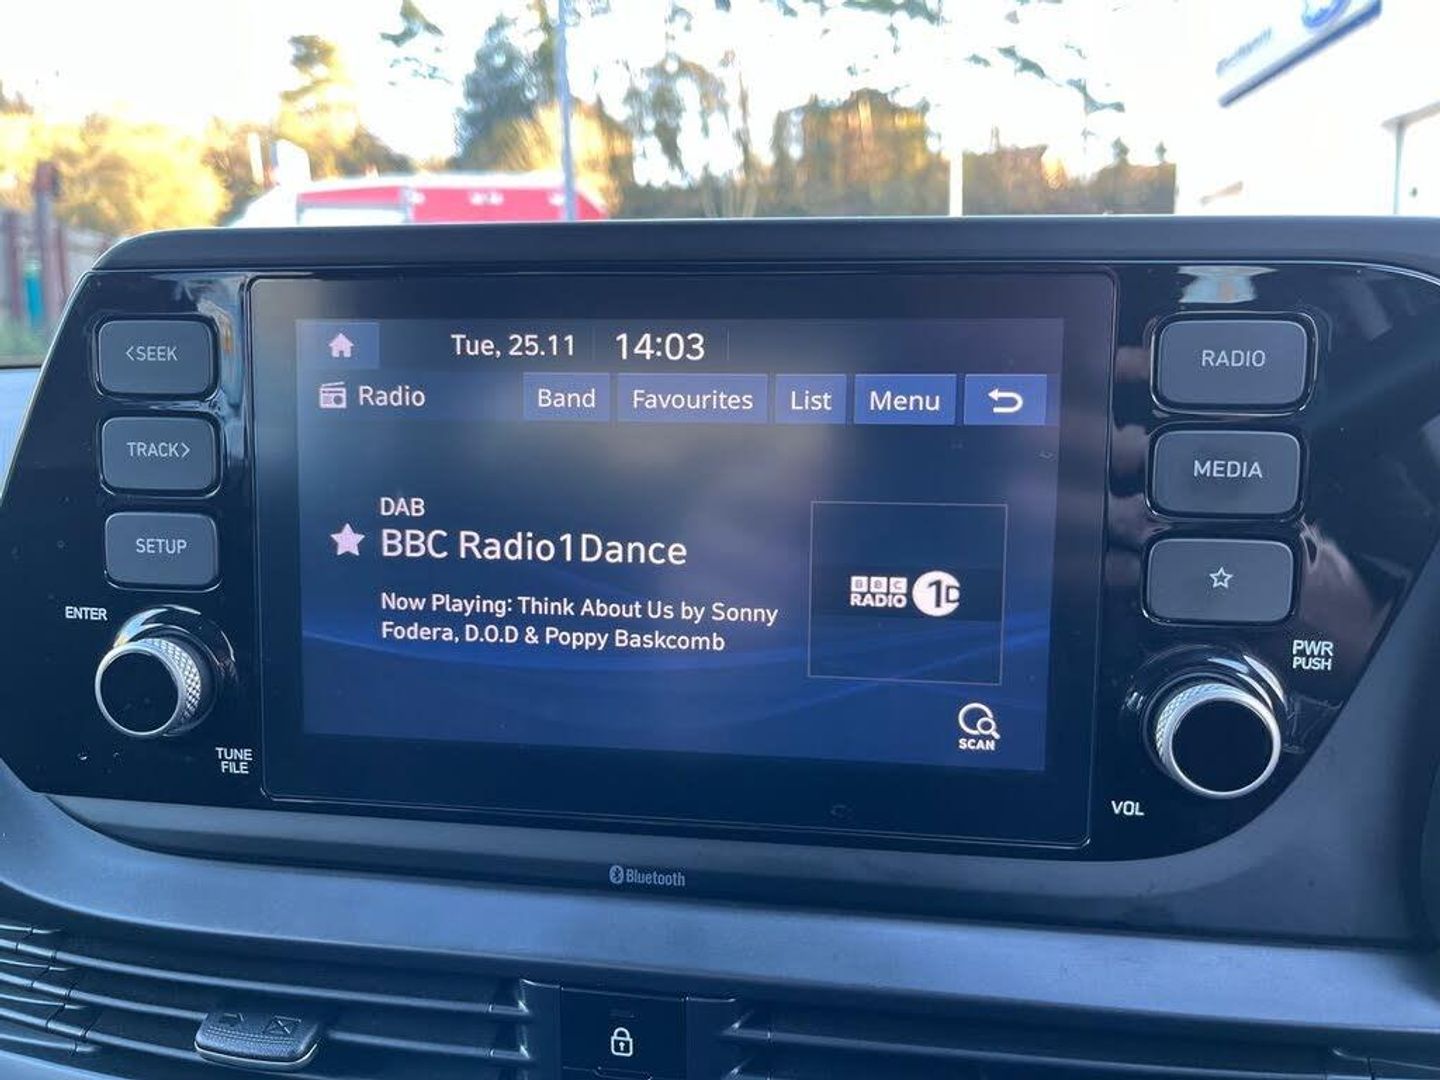 <SEEK
TRACK>
SETUP
ENTER
TUNE
FILE
Tue, 25.11
14:03
Radio
Band
Favourites
List
Menu
DAB
BBC Radio1Dance
Now Playing: Think About Us by Sonny
Fodera, D.O.D & Poppy Baskcomb
BBC
RADIO
1D
SCAN
RADIO
MEDIA
PWR
PUSH
VOL
Bluetooth